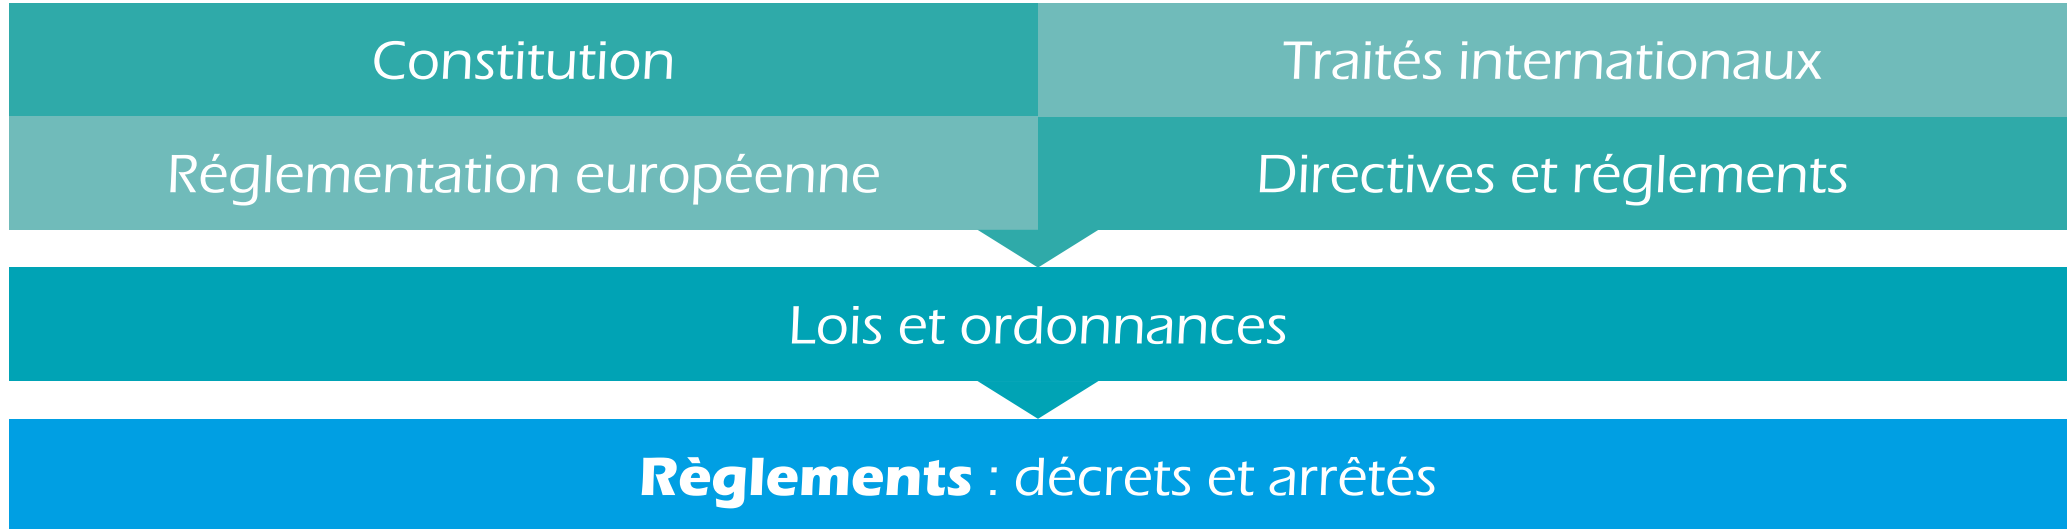 Constitution
Traités internationaux
Réglementation européenne
Directives et réglements
Lois et ordonnances
Règlements : décrets et arrêtés